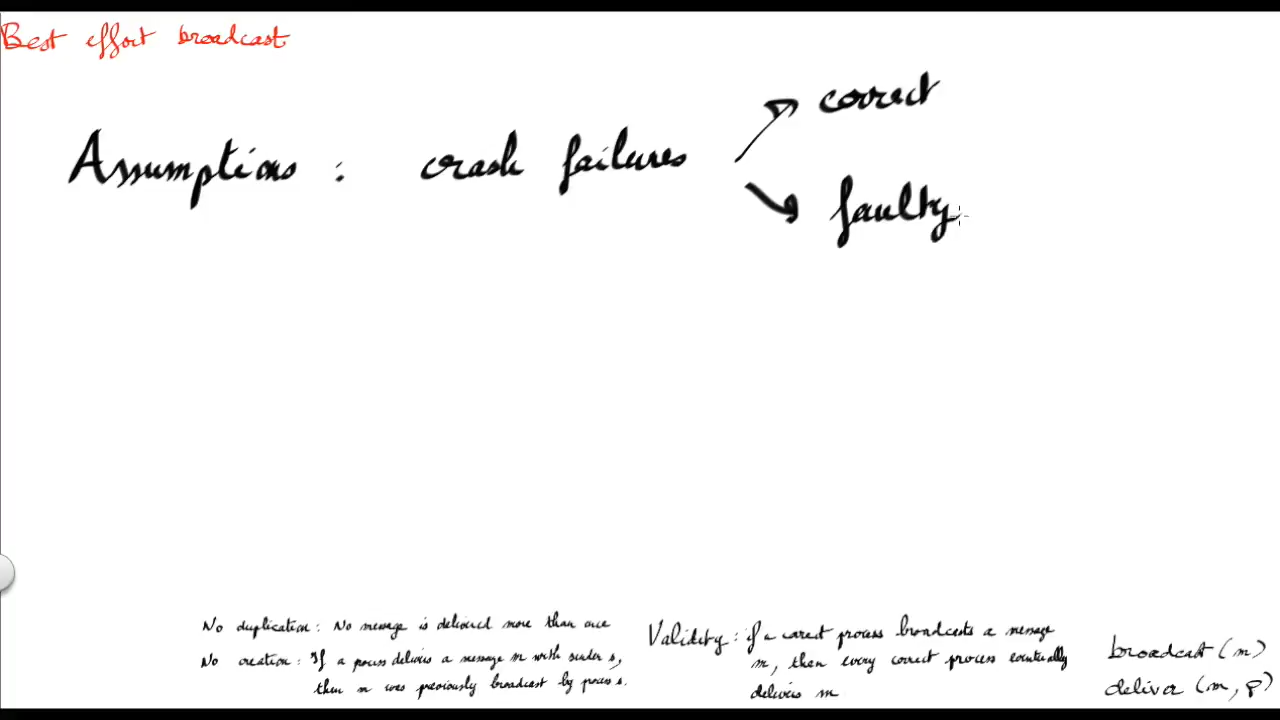 Best effort broadcast
correct
Assumptions : crash failures
faulty
No duplication : No message is delivered more than once
No creation : If a process delivers a message m with sender s,
then m was previously broadcast by process s.
Validity : if a correct process broadcasts a message
m, then every correct process eventually
delivers m
broadcast (m)
deliver (m, p)